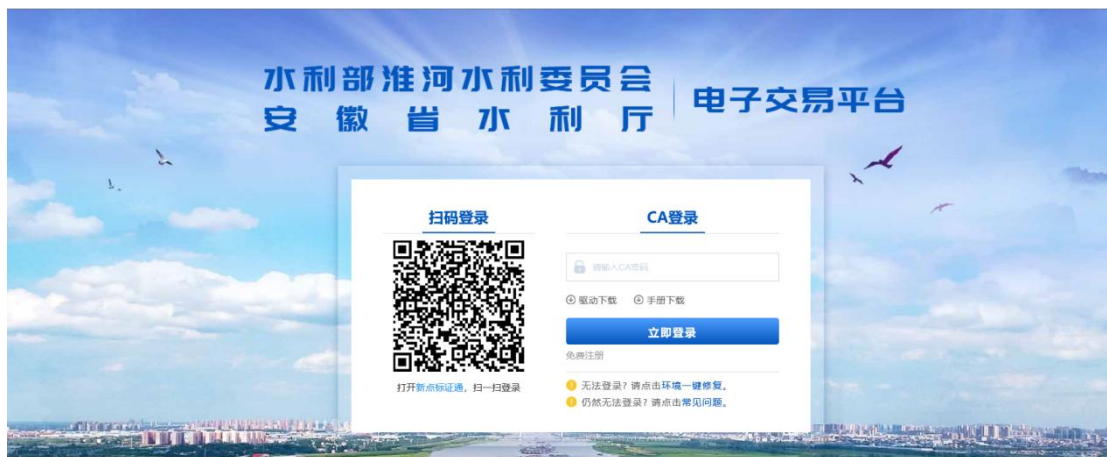 水利部淮河水利委员会
安徽省水利厅
电子交易平台
扫码登录
CA登录
请输入CA密码
驱动下载 手册下载
立即登录
免费注册
打开新点标证通，扫一扫登录
无法登录？请点击环境一键修复。
仍然无法登录？请点击常见问题。